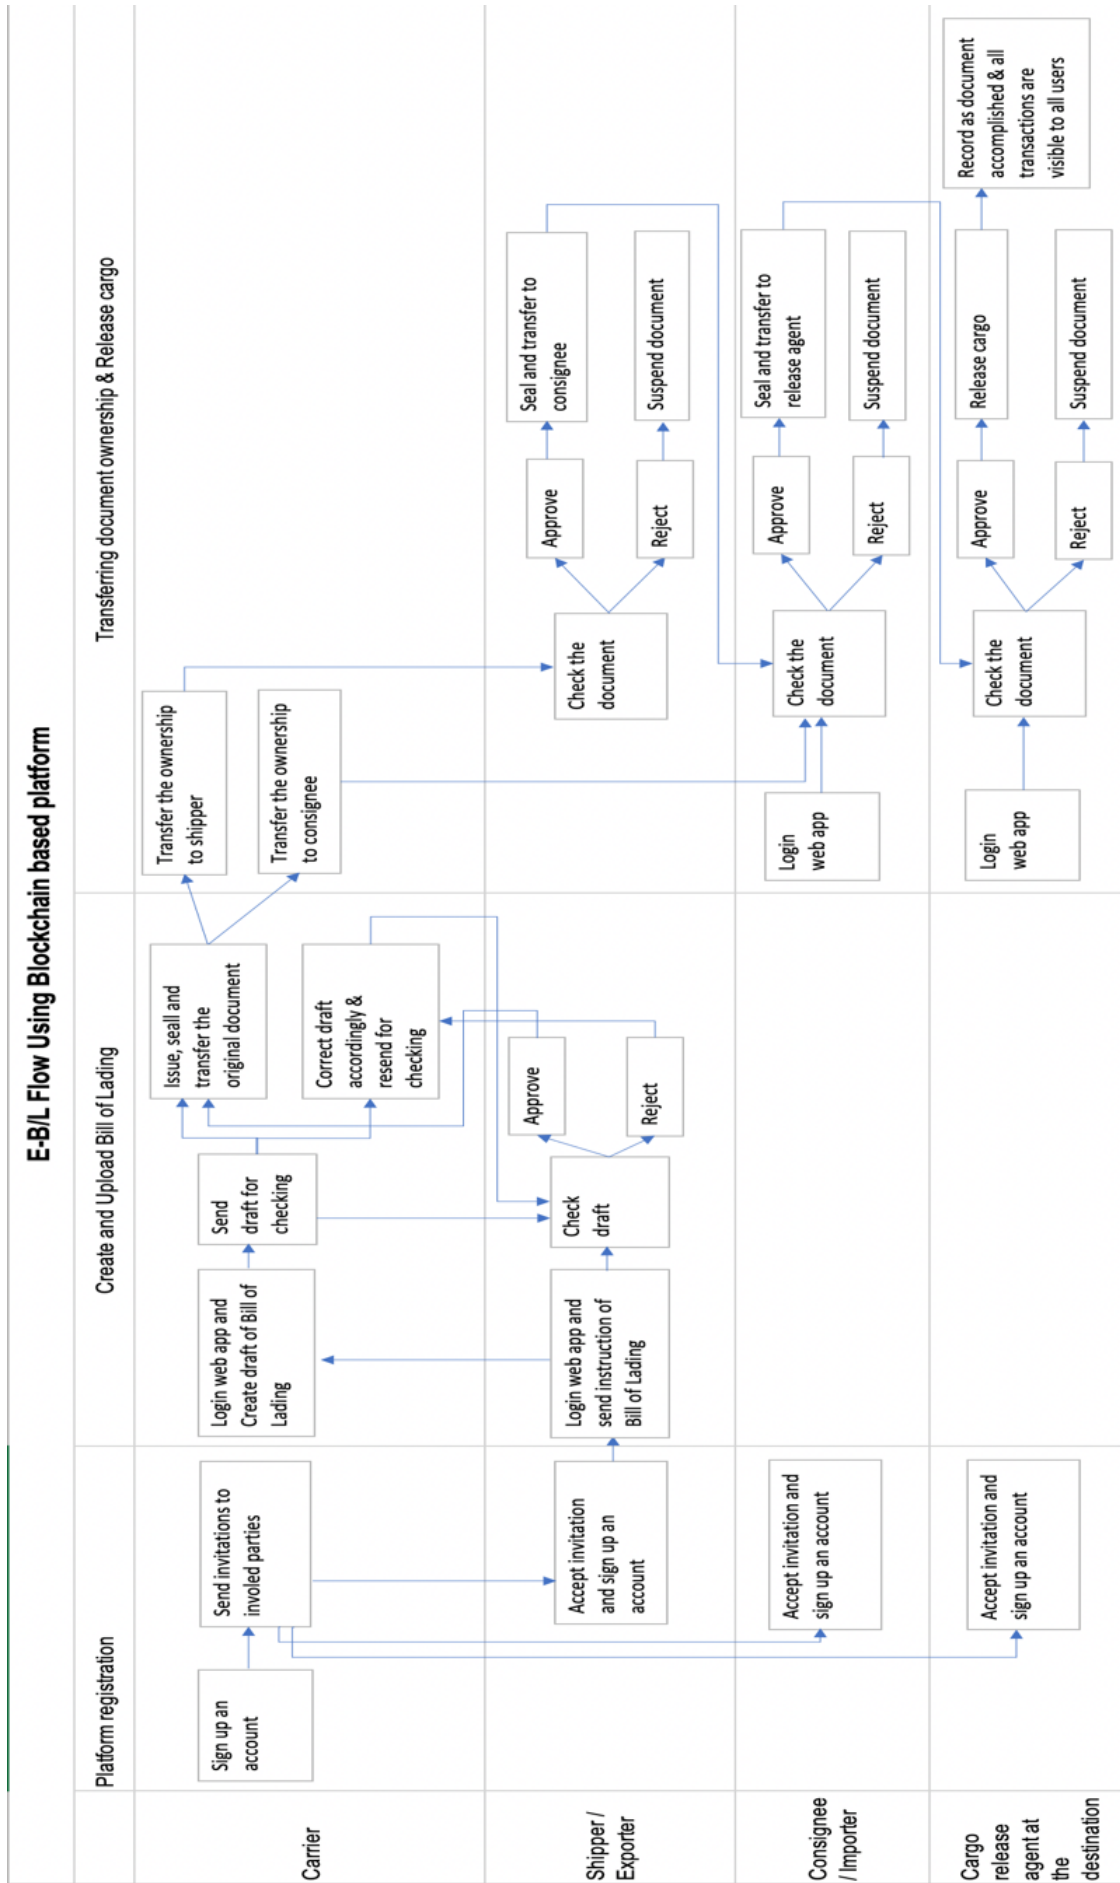 E-B/L Flow Using Blockchain based platform
Platform registration
Create and Upload Bill of Lading
Transferring document ownership & Release cargo
Carrier
Sign up an
account
Send invitations to
involed parties
Login web app and
Create draft of Bill of
Lading
Send
draft for
checking
Issue, seall and
transfer the
original document
Correct draft
accordingly &
resend for
checking
Transfer the ownership
to shipper
Transfer the ownership
to consignee
Shipper /
Exporter
Accept invitation
and sign up an
account
Login web app and
send instruction of
Bill of Lading
Check
draft
Approve
Reject
Check the
document
Approve
Reject
Seal and transfer to
consignee
Suspend document
Consignee
/ Importer
Accept invitation and
sign up an account
Login
web app
Check the
document
Approve
Reject
Seal and transfer to
release agent
Suspend document
Cargo
release
agent at
the
destination
Accept invitation and
sign up an account
Login
web app
Check the
document
Approve
Reject
Release cargo
Suspend document
Record as document
accomplished & all
transactions are
visible to all users